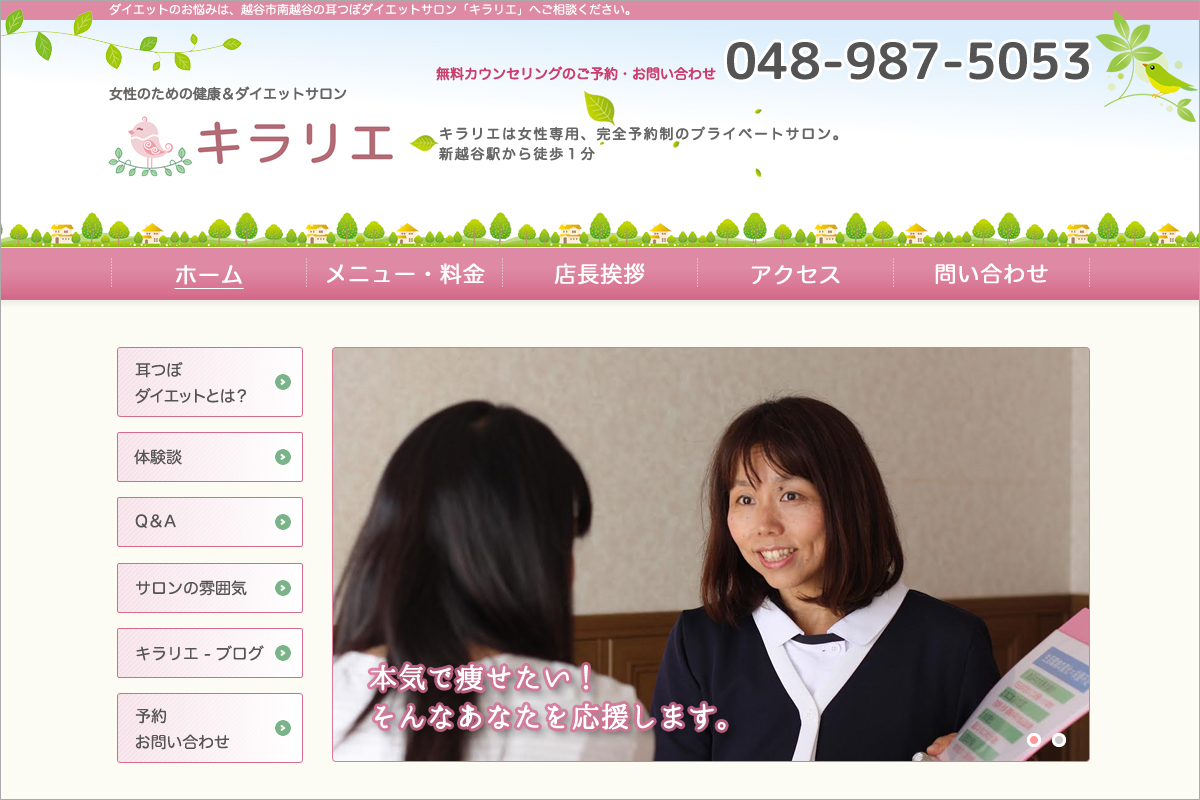 ダイエットのお悩みは、越谷市南越谷の耳つぼダイエットサロン「キラリエ」へご相談ください。
無料カウンセリングのご予約・お問い合わせ 048-987-5053
女性のための健康＆ダイエットサロン
キラリエ
キラリエは女性専用、完全予約制のプライベートサロン。
新越谷駅から徒歩１分
ホーム メニュー・料金 店長挨拶 アクセス 問い合わせ
耳つぼ
ダイエットとは？
体験談
Q＆A
サロンの雰囲気
キラリエ - ブログ
予約
お問い合わせ
本気で痩せたい！
そんなあなたを応援します。